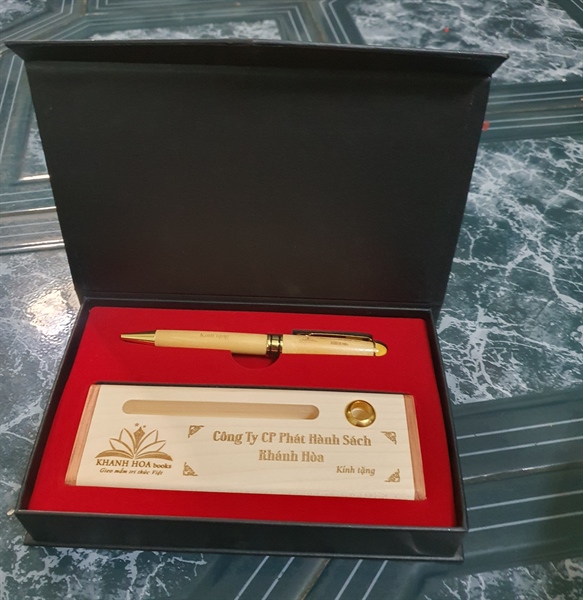 Công Ty CP Phát Hành Sách
Khánh Hòa
Kính tặng
KHANH HOA books
Gieo mầm tri thức Việt